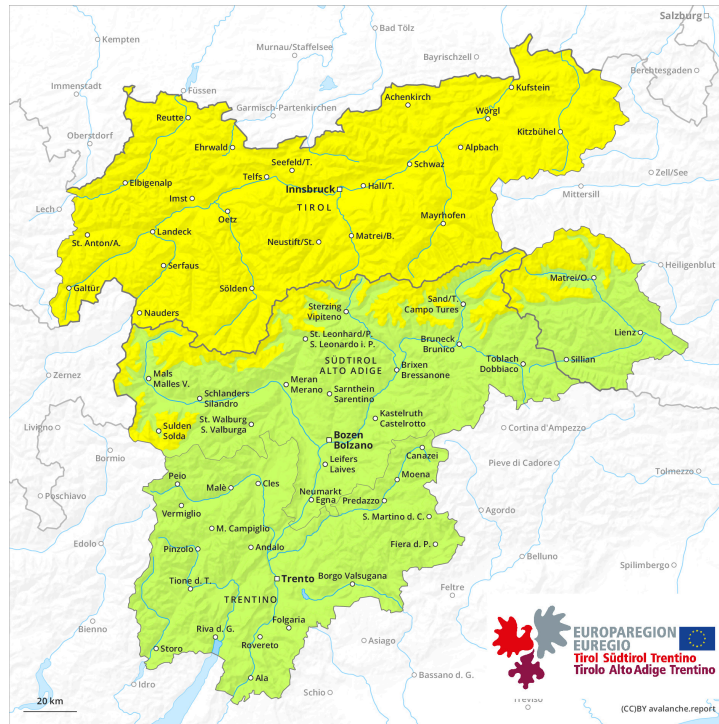 Salzburg
Kempten
Bad Tölz
Murnau/Staffelsee
Bayrischzell
Berchtesgaden
Immenstadt
Füssen
Kufstein
Achenkirch
Garmisch-Partenkirchen
Reutte
Wörgl
Oberstdorf
Ehrwald
Kitzbühel
Alpbach
Seefeld/T.
Schwaz
Telfs
Zell/See
Elbigenalp
Innsbruck
Hall/T.
Mittersill
Imst
TIROL
Lech
Oetz
Mayrhofen
Landeck
Matrei/B.
St. Anton/A.
Neustift/St.
Serfaus
Heiligenblut
Matrei/O.
Galtür
Sölden
Nauders
Sterzing
Vipiteno
Sand/T.
Campo Tures
St. Leonhard/P.
S. Leonardo i. P.
Lienz
Bruneck
Brunico
SÜDTIROL
ALTO ADIGE
Toblach
Dobbiaco
Sillian
Zernez
Mals
Malles V.
Brixen
Bressanone
Meran
Merano
Sarnthein
Sarentino
Schlanders
Silandro
Kastelruth
Castelrotto
St. Walburg
S. Valburga
Livigno
Sulden
Solda
Cortina d'Ampezzo
Bozen
Bolzano
Canazei
Bormio
Leifers
Laives
Pieve di Cadore
Peio
Moena
Tolmezzo
Malè
Cles
Poschiavo
Neumarkt
Egna
Predazzo
Vermiglio
Agordo
S. Martino d. C.
M. Campiglio
Edolo
Pinzolo
Andalo
Fiera d. P.
Belluno
Spilimbergo
Tione d. T.
Trento
Borgo Valsugana
Feltre
TRENTINO
Bienno
Folgaria
Riva d. G.
Rovereto
Asiago
Storo
Ala
Bassano d. G.
Idro
Schio
Treviso
EUROPAREGION
EUREGIO
Tirol Südtirol Trentino
Tirolo Alto Adige Trentino
20 km
(CC)BY avalanche.report